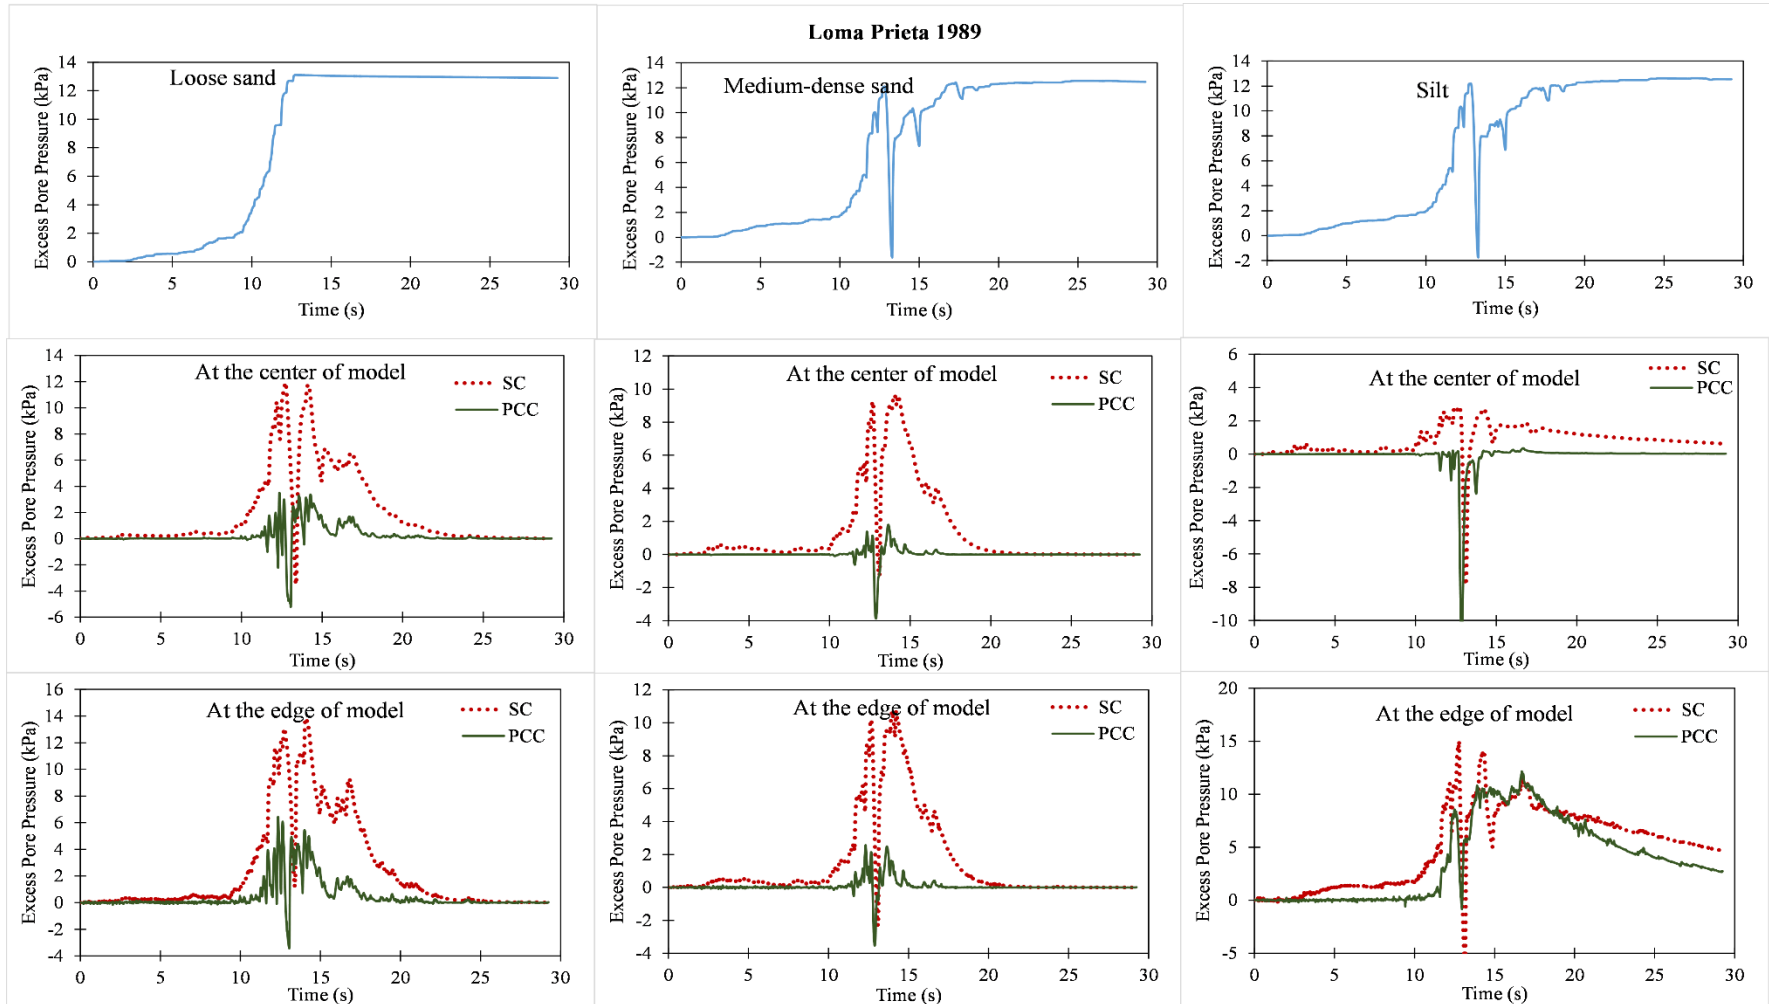 Loma Prieta 1989
Loose sand
Excess Pore Pressure (kPa)
14
12
10
8
6
4
2
0
0 5 10 15 20 25 30
Time (s)
Medium-dense sand
Excess Pore Pressure (kPa)
14
12
10
8
6
4
2
0
-2
0 5 10 15 20 25 30
Time (s)
Silt
Excess Pore Pressure (kPa)
14
12
10
8
6
4
2
0
-2
0 5 10 15 20 25 30
Time (s)
At the center of model
SC
PCC
Excess Pore Pressure (kPa)
14
12
10
8
6
4
2
0
-2
-4
-6
0 5 10 15 20 25 30
Time (s)
At the center of model
SC
PCC
Excess Pore Pressure (kPa)
12
10
8
6
4
2
0
-2
-4
0 5 10 15 20 25 30
Time (s)
At the center of model
SC
PCC
Excess Pore Pressure (kPa)
6
4
2
0
-2
-4
-6
-8
-10
0 5 10 15 20 25 30
Time (s)
At the edge of model
SC
PCC
Excess Pore Pressure (kPa)
16
14
12
10
8
6
4
2
0
-2
-4
0 5 10 15 20 25 30
Time (s)
At the edge of model
SC
PCC
Excess Pore Pressure (kPa)
12
10
8
6
4
2
0
-2
-4
0 5 10 15 20 25 30
Time (s)
At the edge of model
SC
PCC
Excess Pore Pressure (kPa)
20
15
10
5
0
-5
0 5 10 15 20 25 30
Time (s)